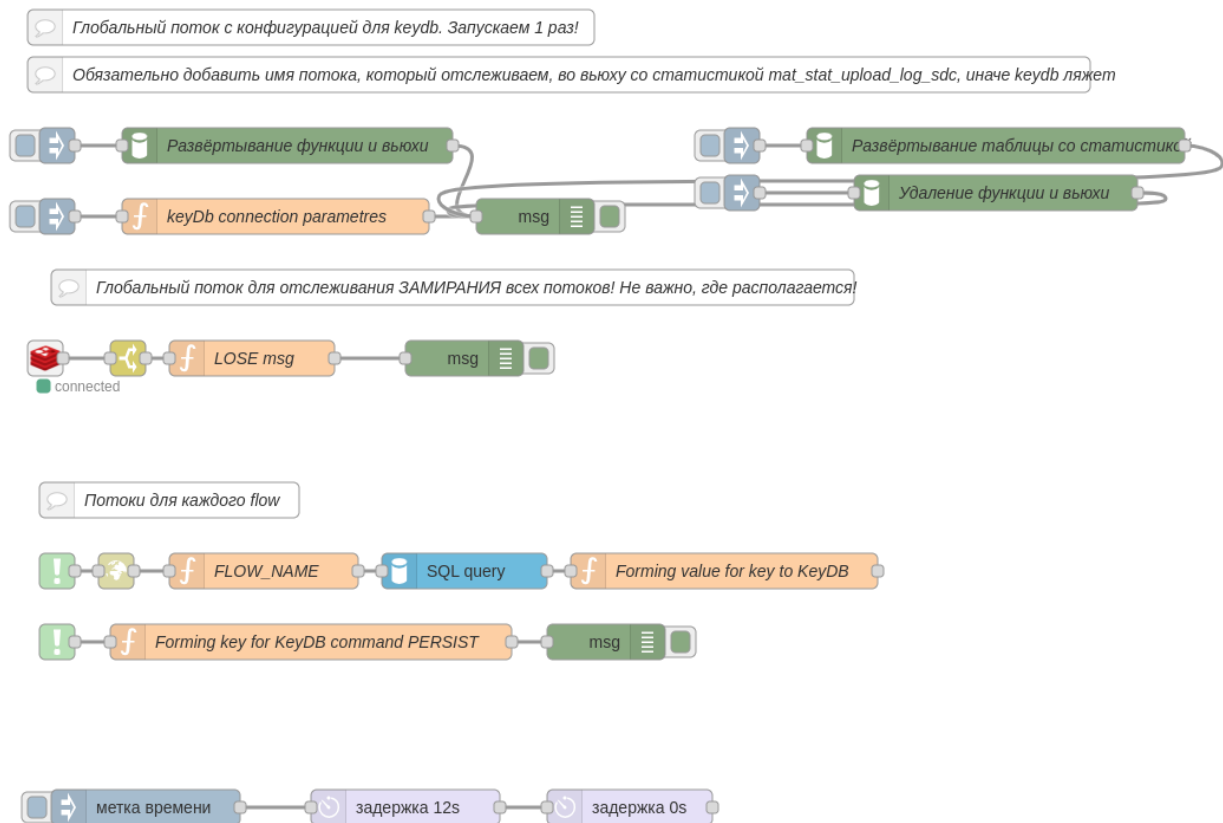 Глобальный поток с конфигурацией для keydb. Запускаем 1 раз!
Обязательно добавить имя потока, который отслеживаем, во вьюху со статистикой mat_stat_upload_log_sdc, иначе keydb ляжет
Развёртывание функции и вьюхи
Развёртывание таблицы со статистико
Удаление функции и вьюхи
keyDb connection parametres
msg
Глобальный поток для отслеживания ЗАМИРАНИЯ всех потоков! Не важно, где располагается!
LOSE msg
msg
connected
Потоки для каждого flow
FLOW_NAME
SQL query
Forming value for key to KeyDB
Forming key for KeyDB command PERSIST
msg
метка времени
задержка 12s
задержка 0s